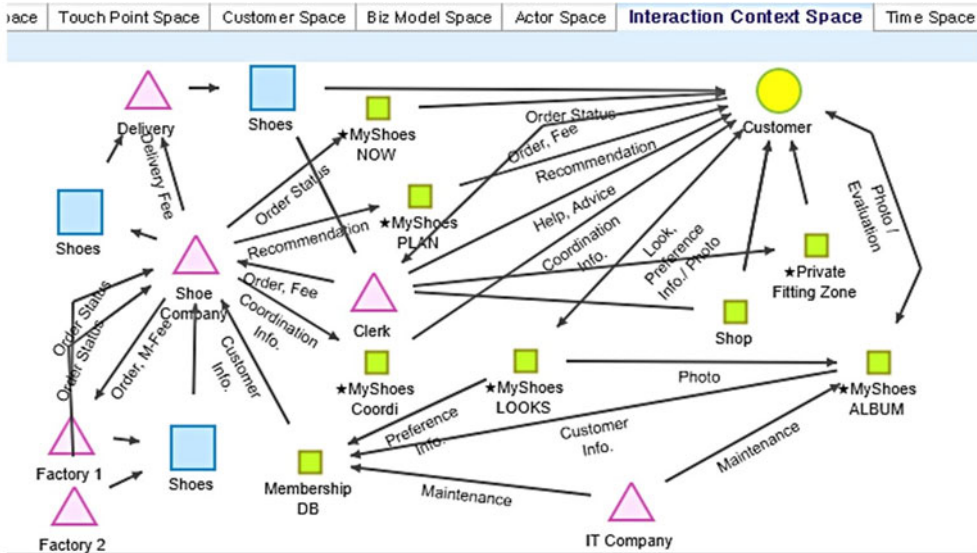 pace
Touch Point Space
Customer Space
Biz Model Space
Actor Space
Interaction Context Space
Time Space
Delivery
Shoes
★MyShoes
NOW
Customer
Order Status
Order, Fee
Recommendation
Help, Advice
Coordination
Info.
Look,
Preference
Info./ Photo
Photo /
Evaluation
Delivery Fee
Order Status
Shoes
Recommendation
★MyShoes
PLAN
Shoe
Company
Order, Fee
Clerk
★Private
Fitting Zone
Shop
Order Status
Order Status
Order, M-Fee
Coordination
Info.
Customer
Info.
★MyShoes
Coordi
★MyShoes
LOOKS
Photo
★MyShoes
ALBUM
Preference
Info.
Customer
Info.
Maintenance
Factory 1
Shoes
Membership
DB
Maintenance
Factory 2
IT Company